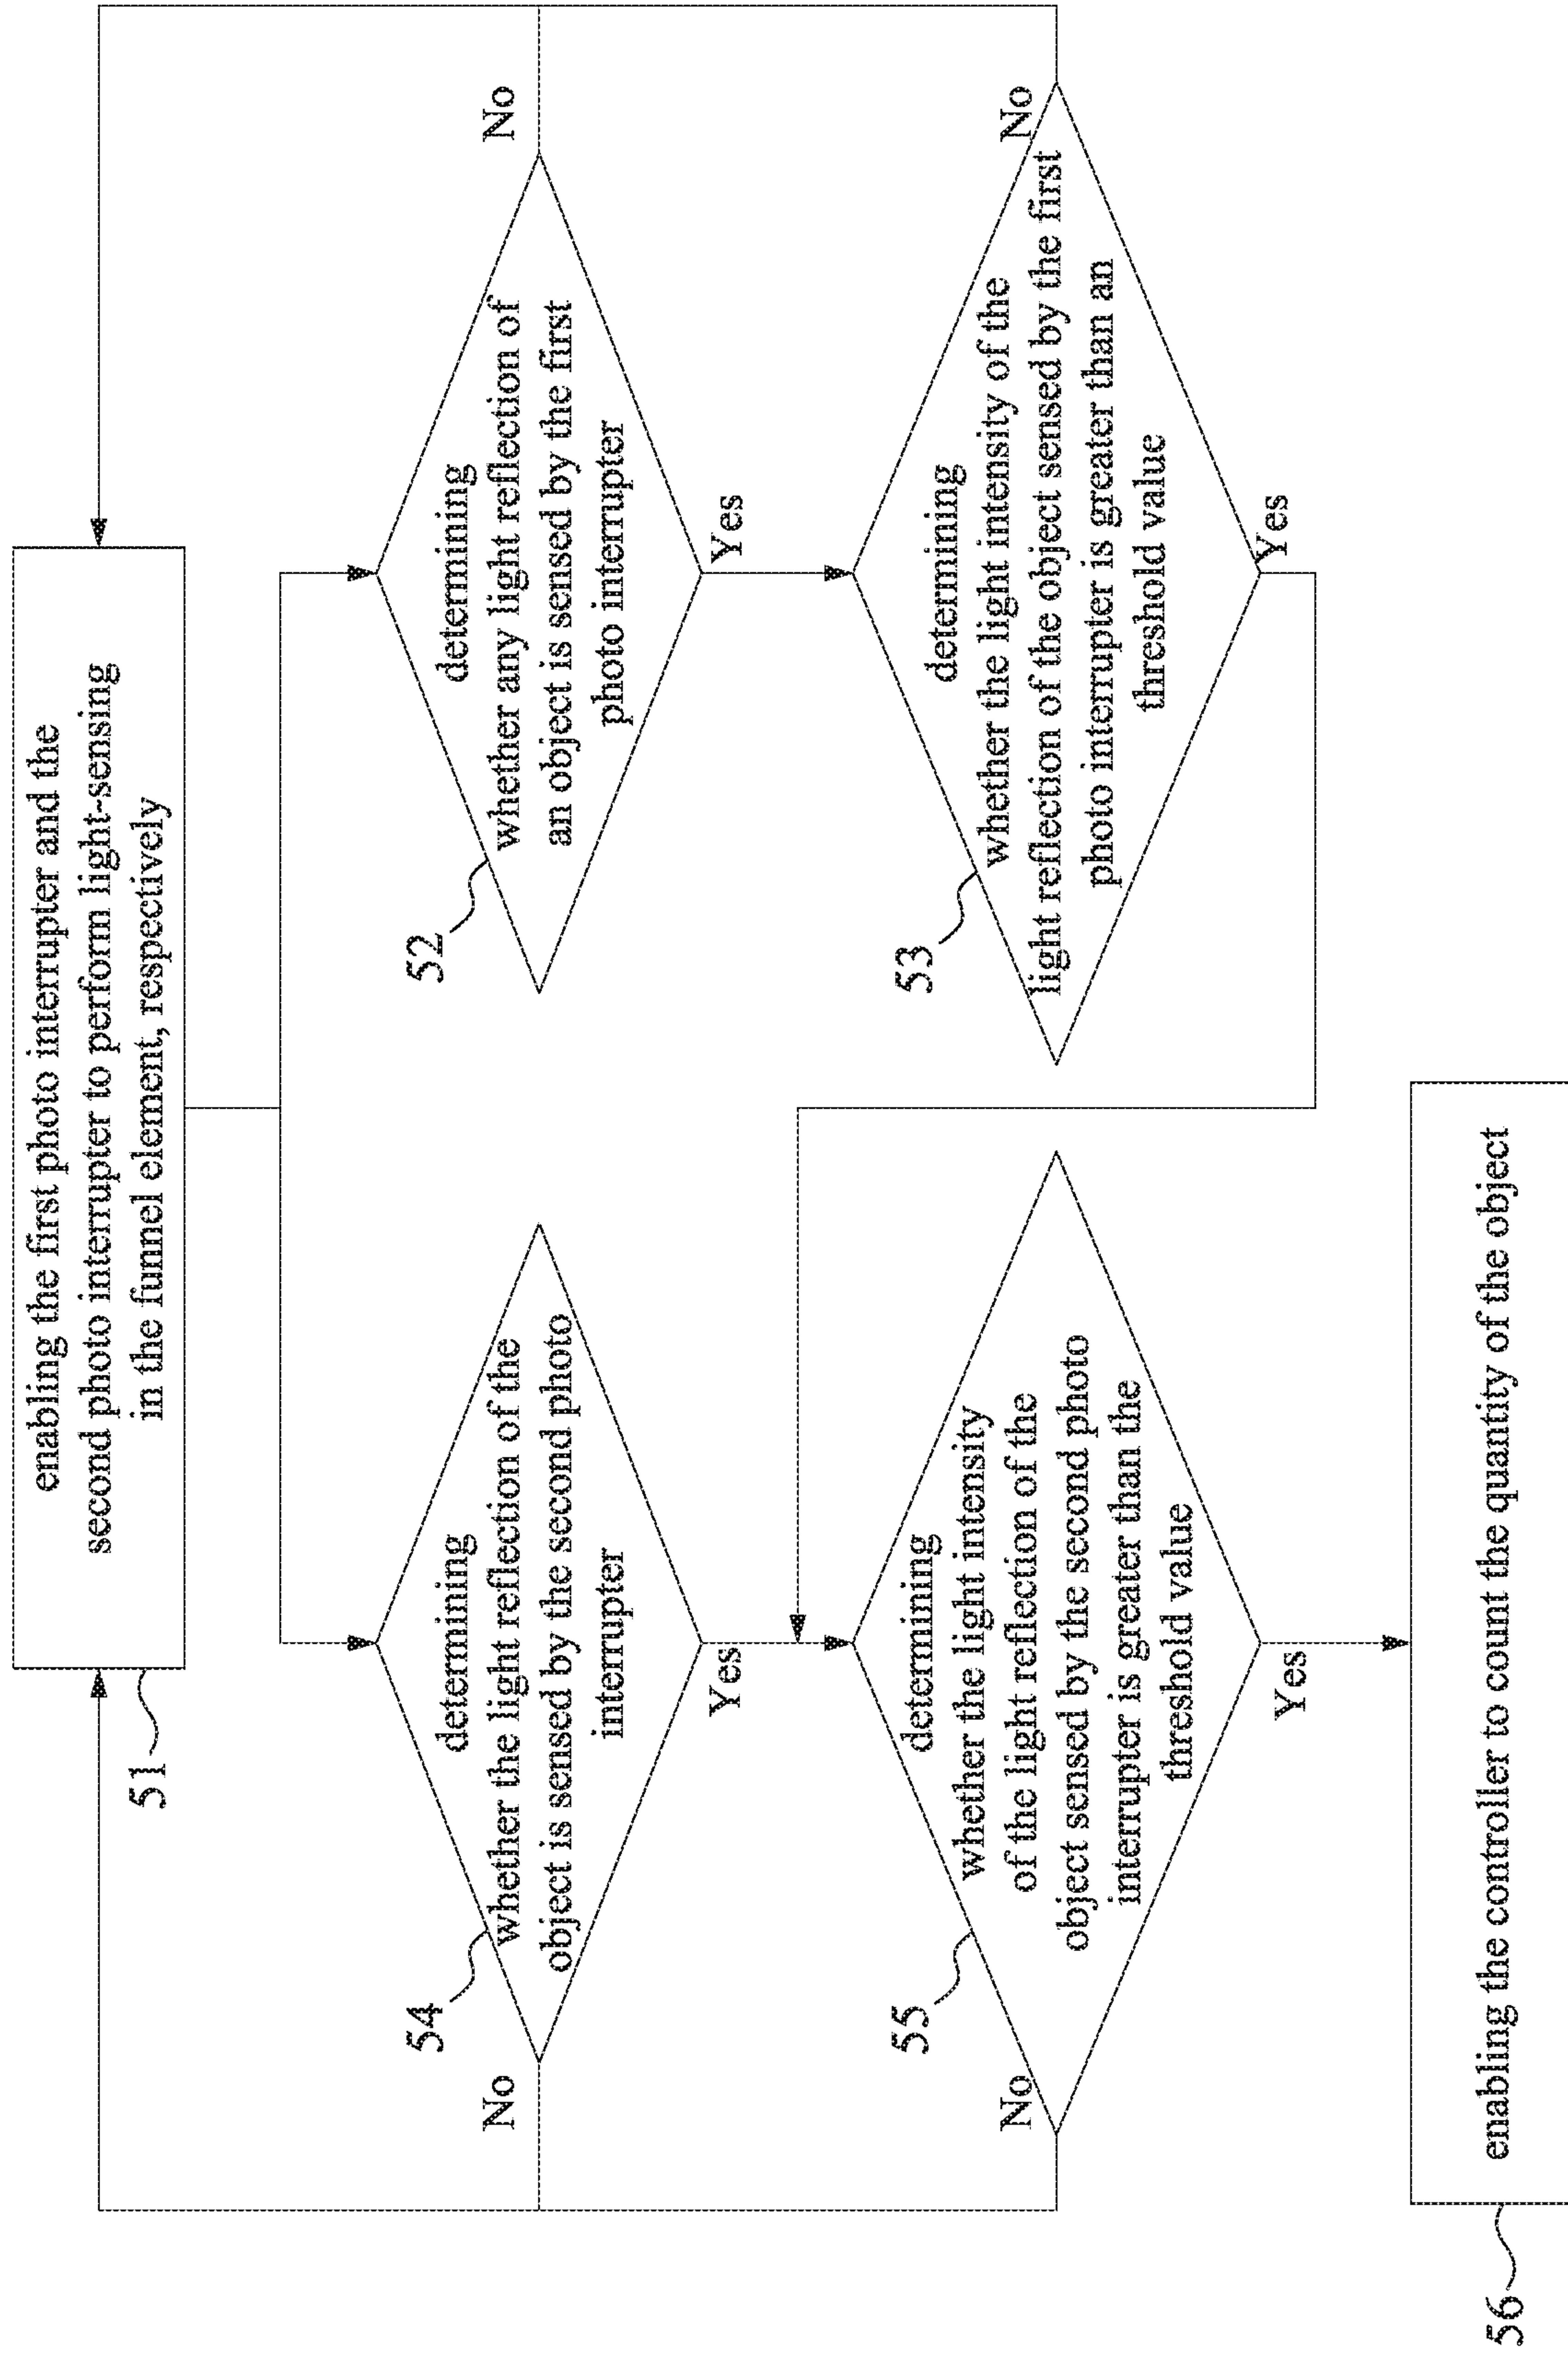 enabling the first photo interrupter and the
second photo interrupter to perform light-sensing
in the funnel element, respectively
51
determining
whether the light reflection of the
object is sensed by the second photo
interrupter
54
No
Yes
determining
whether any light reflection of
an object is sensed by the first
photo interrupter
52
No
Yes
determining
whether the light intensity
of the light reflection of the
object sensed by the second photo
interrupter is greater than the
threshold value
55
No
Yes
determining
whether the light intensity of the
light reflection of the object sensed by the first
photo interrupter is greater than an
threshold value
53
No
Yes
enabling the controller to count the quantity of the object
56